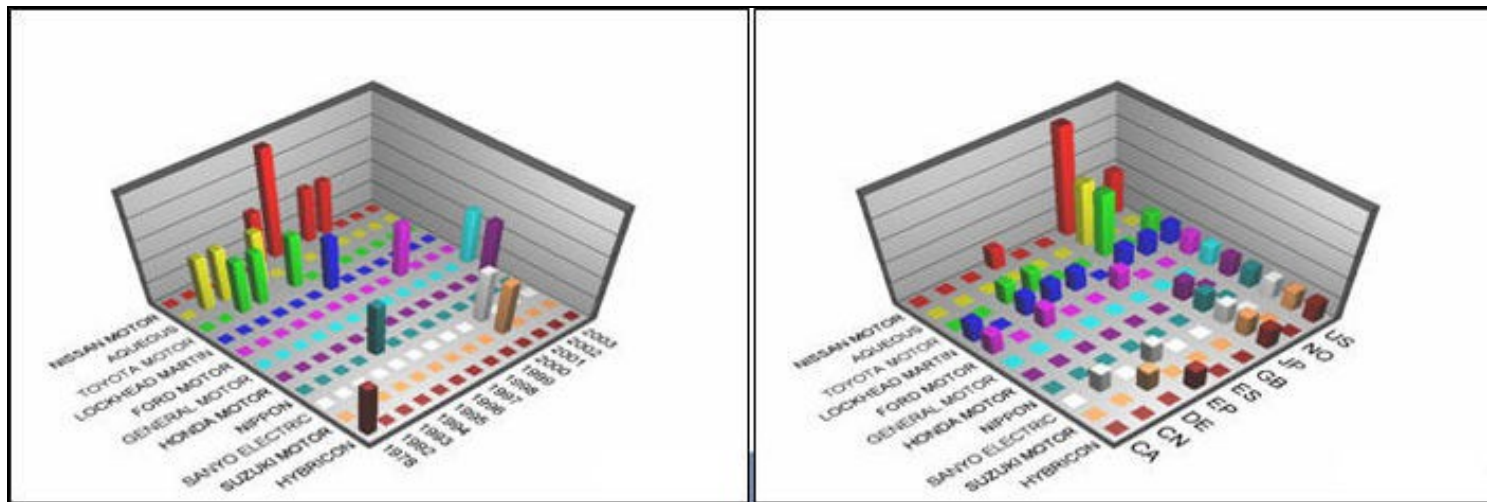 NISSAN MOTOR
AQUEOUS
TOYOTA MOTOR
LOCKHEAD MARTIN
FORD MOTOR
GENERAL MOTOR
HONDA MOTOR
NIPPON
SANYO ELECTRIC
SUZUKI MOTOR
HYBRICON
2003
2002
2001
2000
1999
1998
1997
1996
1995
1994
1993
1992
1978
NISSAN MOTOR
AQUEOUS
TOYOTA MOTOR
LOCKHEAD MARTIN
FORD MOTOR
GENERAL MOTOR
HONDA MOTOR
NIPPON
SANYO ELECTRIC
SUZUKI MOTOR
HYBRICON
US
NO
JP
GB
ES
EP
DE
CN
CA